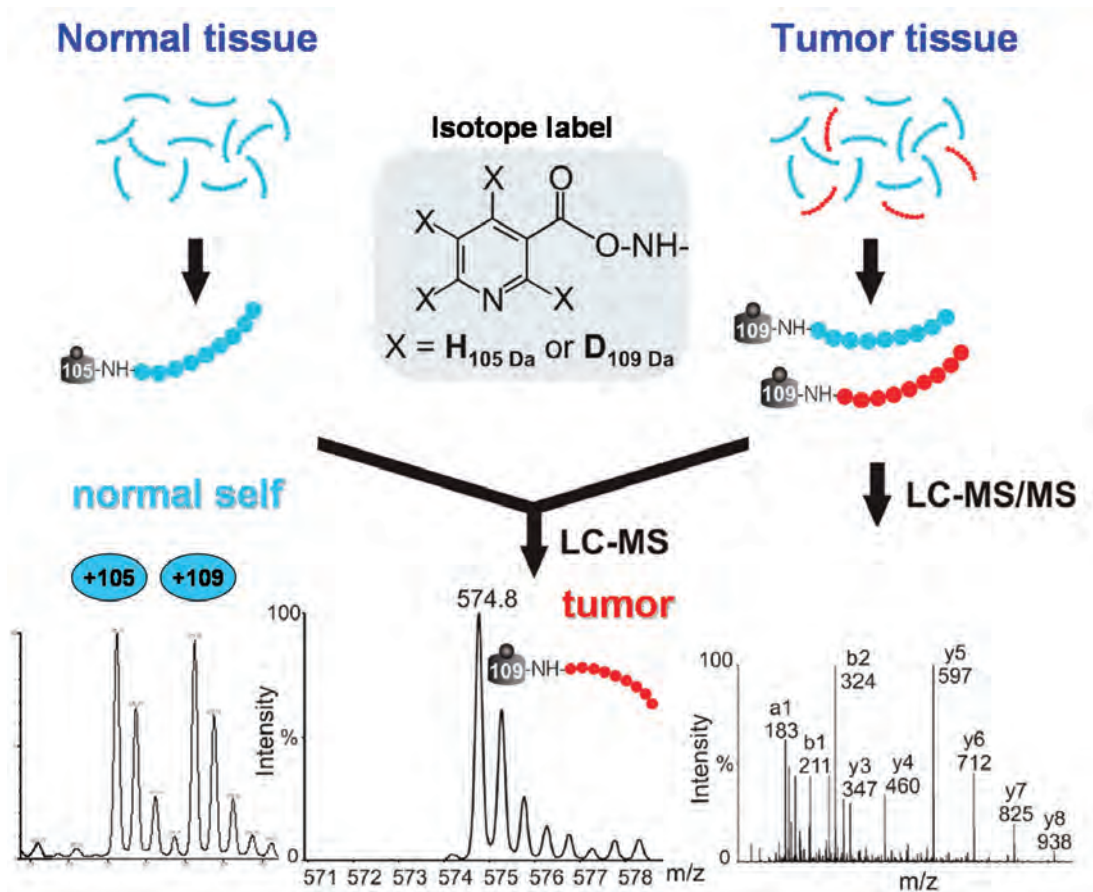 Normal tissue
Tumor tissue
Isotope label
X
O
X
O-NH-
X
N
X
X = H105 Da or D109 Da
105
-NH-
109
-NH-
109
-NH-
normal self
+105
+109
LC-MS
LC-MS/MS
574.8
tumor
109
-NH-
100
Intensity
%
0
571 572 573 574 575 576 577 578 m/z
100
Intensity
%
0
a1
183
b1
211
b2
324
y3
347
y4
460
y5
597
y6
712
y7
825
y8
938
m/z